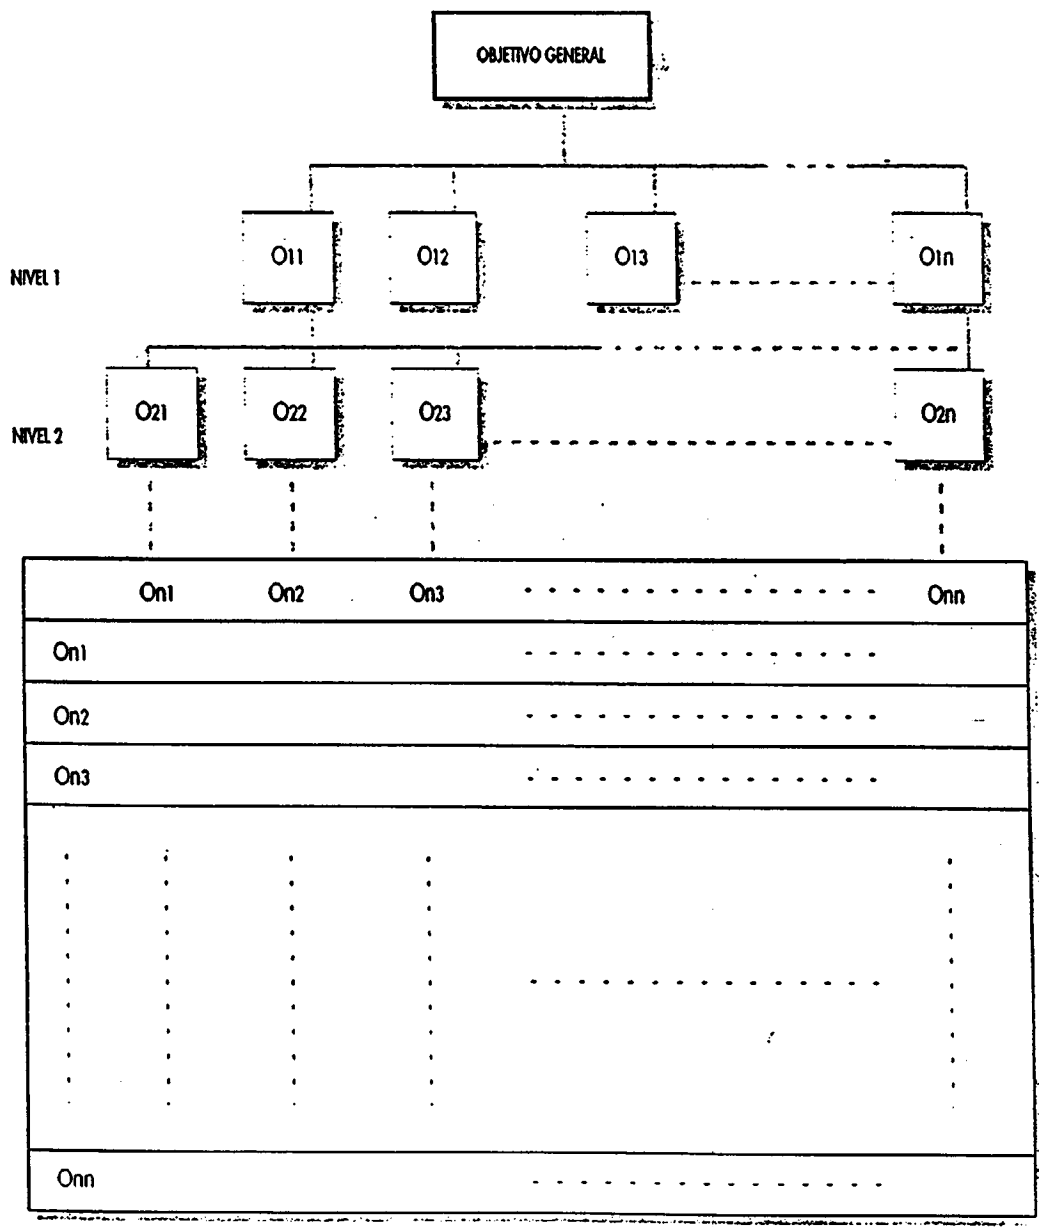 OBJETIVO GENERAL
O11 O12 O13 O1n
NIVEL 1
O21 O22 O23 O2n
NIVEL 2
On1 On2 On3 Onn
On1
On2
On3
Onn